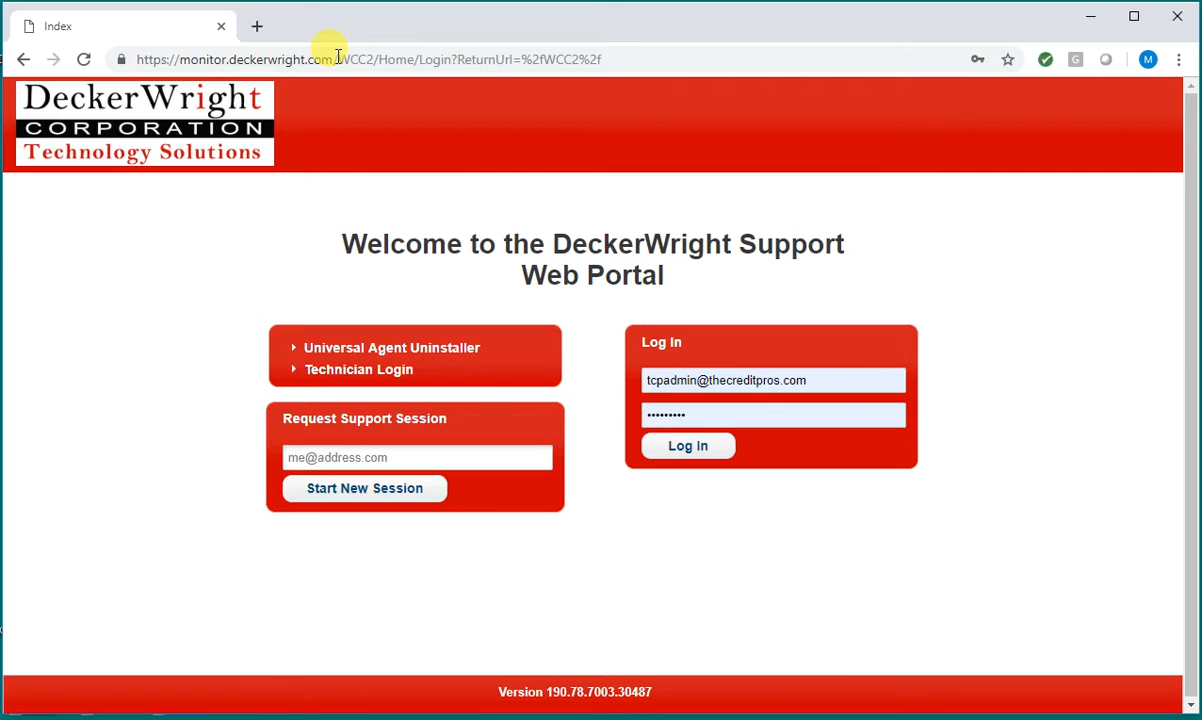 Index
https://monitor.deckerwright.com/WCC2/Home/Login?ReturnUrl=%2fWCC2%2f
G
M
DeckerWright
CORPORATION
Technology Solutions
Welcome to the DeckerWright Support
Web Portal
Universal Agent Uninstaller
Technician Login
Request Support Session
me@address.com
Start New Session
Log In
tcpadmin@thecreditpros.com
•••••••••
Log In
Version 190.78.7003.30487